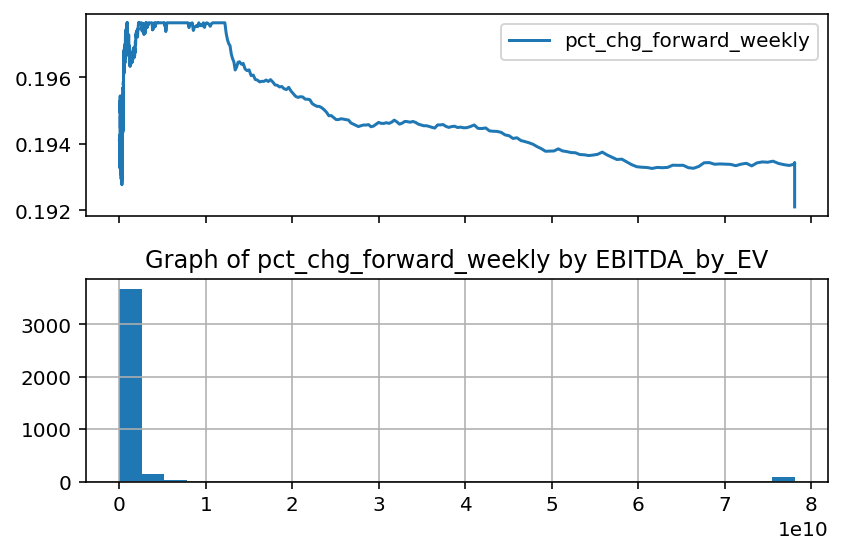 pct_chg_forward_weekly
0.196
0.194
0.192
Graph of pct_chg_forward_weekly by EBITDA_by_EV
3000
2000
1000
0
0 1 2 3 4 5 6 7 8
1e10